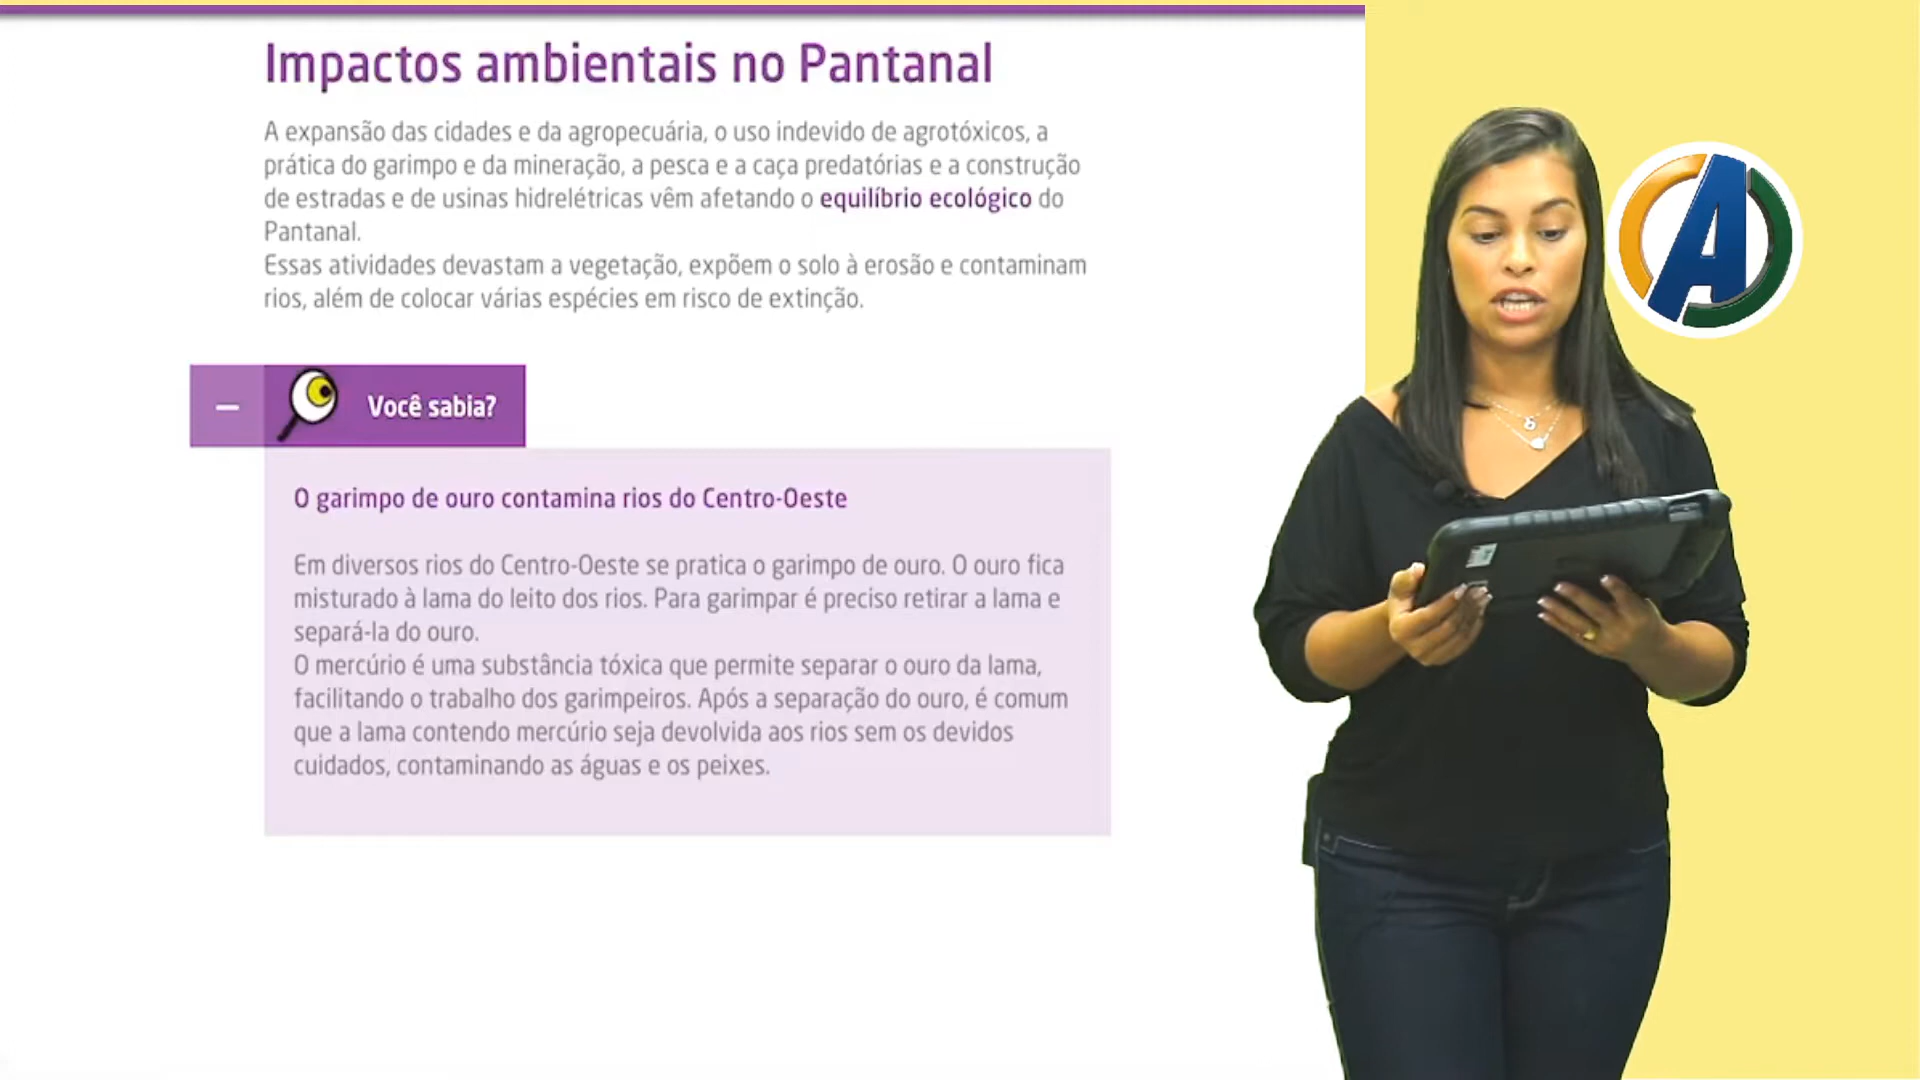 Impactos ambientais no Pantanal
A expansão das cidades e da agropecuária, o uso indevido de agrotóxicos, a
prática do garimpo e da mineração, a pesca e a caça predatórias e a construção
de estradas e de usinas hidrelétricas vêm afetando o equilíbrio ecológico do
Pantanal.
Essas atividades devastam a vegetação, expõem o solo à erosão e contaminam
rios, além de colocar várias espécies em risco de extinção.
Você sabia?
O garimpo de ouro contamina rios do Centro-Oeste
Em diversos rios do Centro-Oeste se pratica o garimpo de ouro. O ouro fica
misturado à lama do leito dos rios. Para garimpar é preciso retirar a lama e
separá-la do ouro.
O mercúrio é uma substância tóxica que permite separar o ouro da lama,
facilitando o trabalho dos garimpeiros. Após a separação do ouro, é comum
que a lama contendo mercúrio seja devolvida aos rios sem os devidos
cuidados, contaminando as águas e os peixes.
A